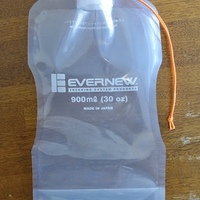 EVERNEW
900mℓ (30 oz)
MADE IN JAPAN